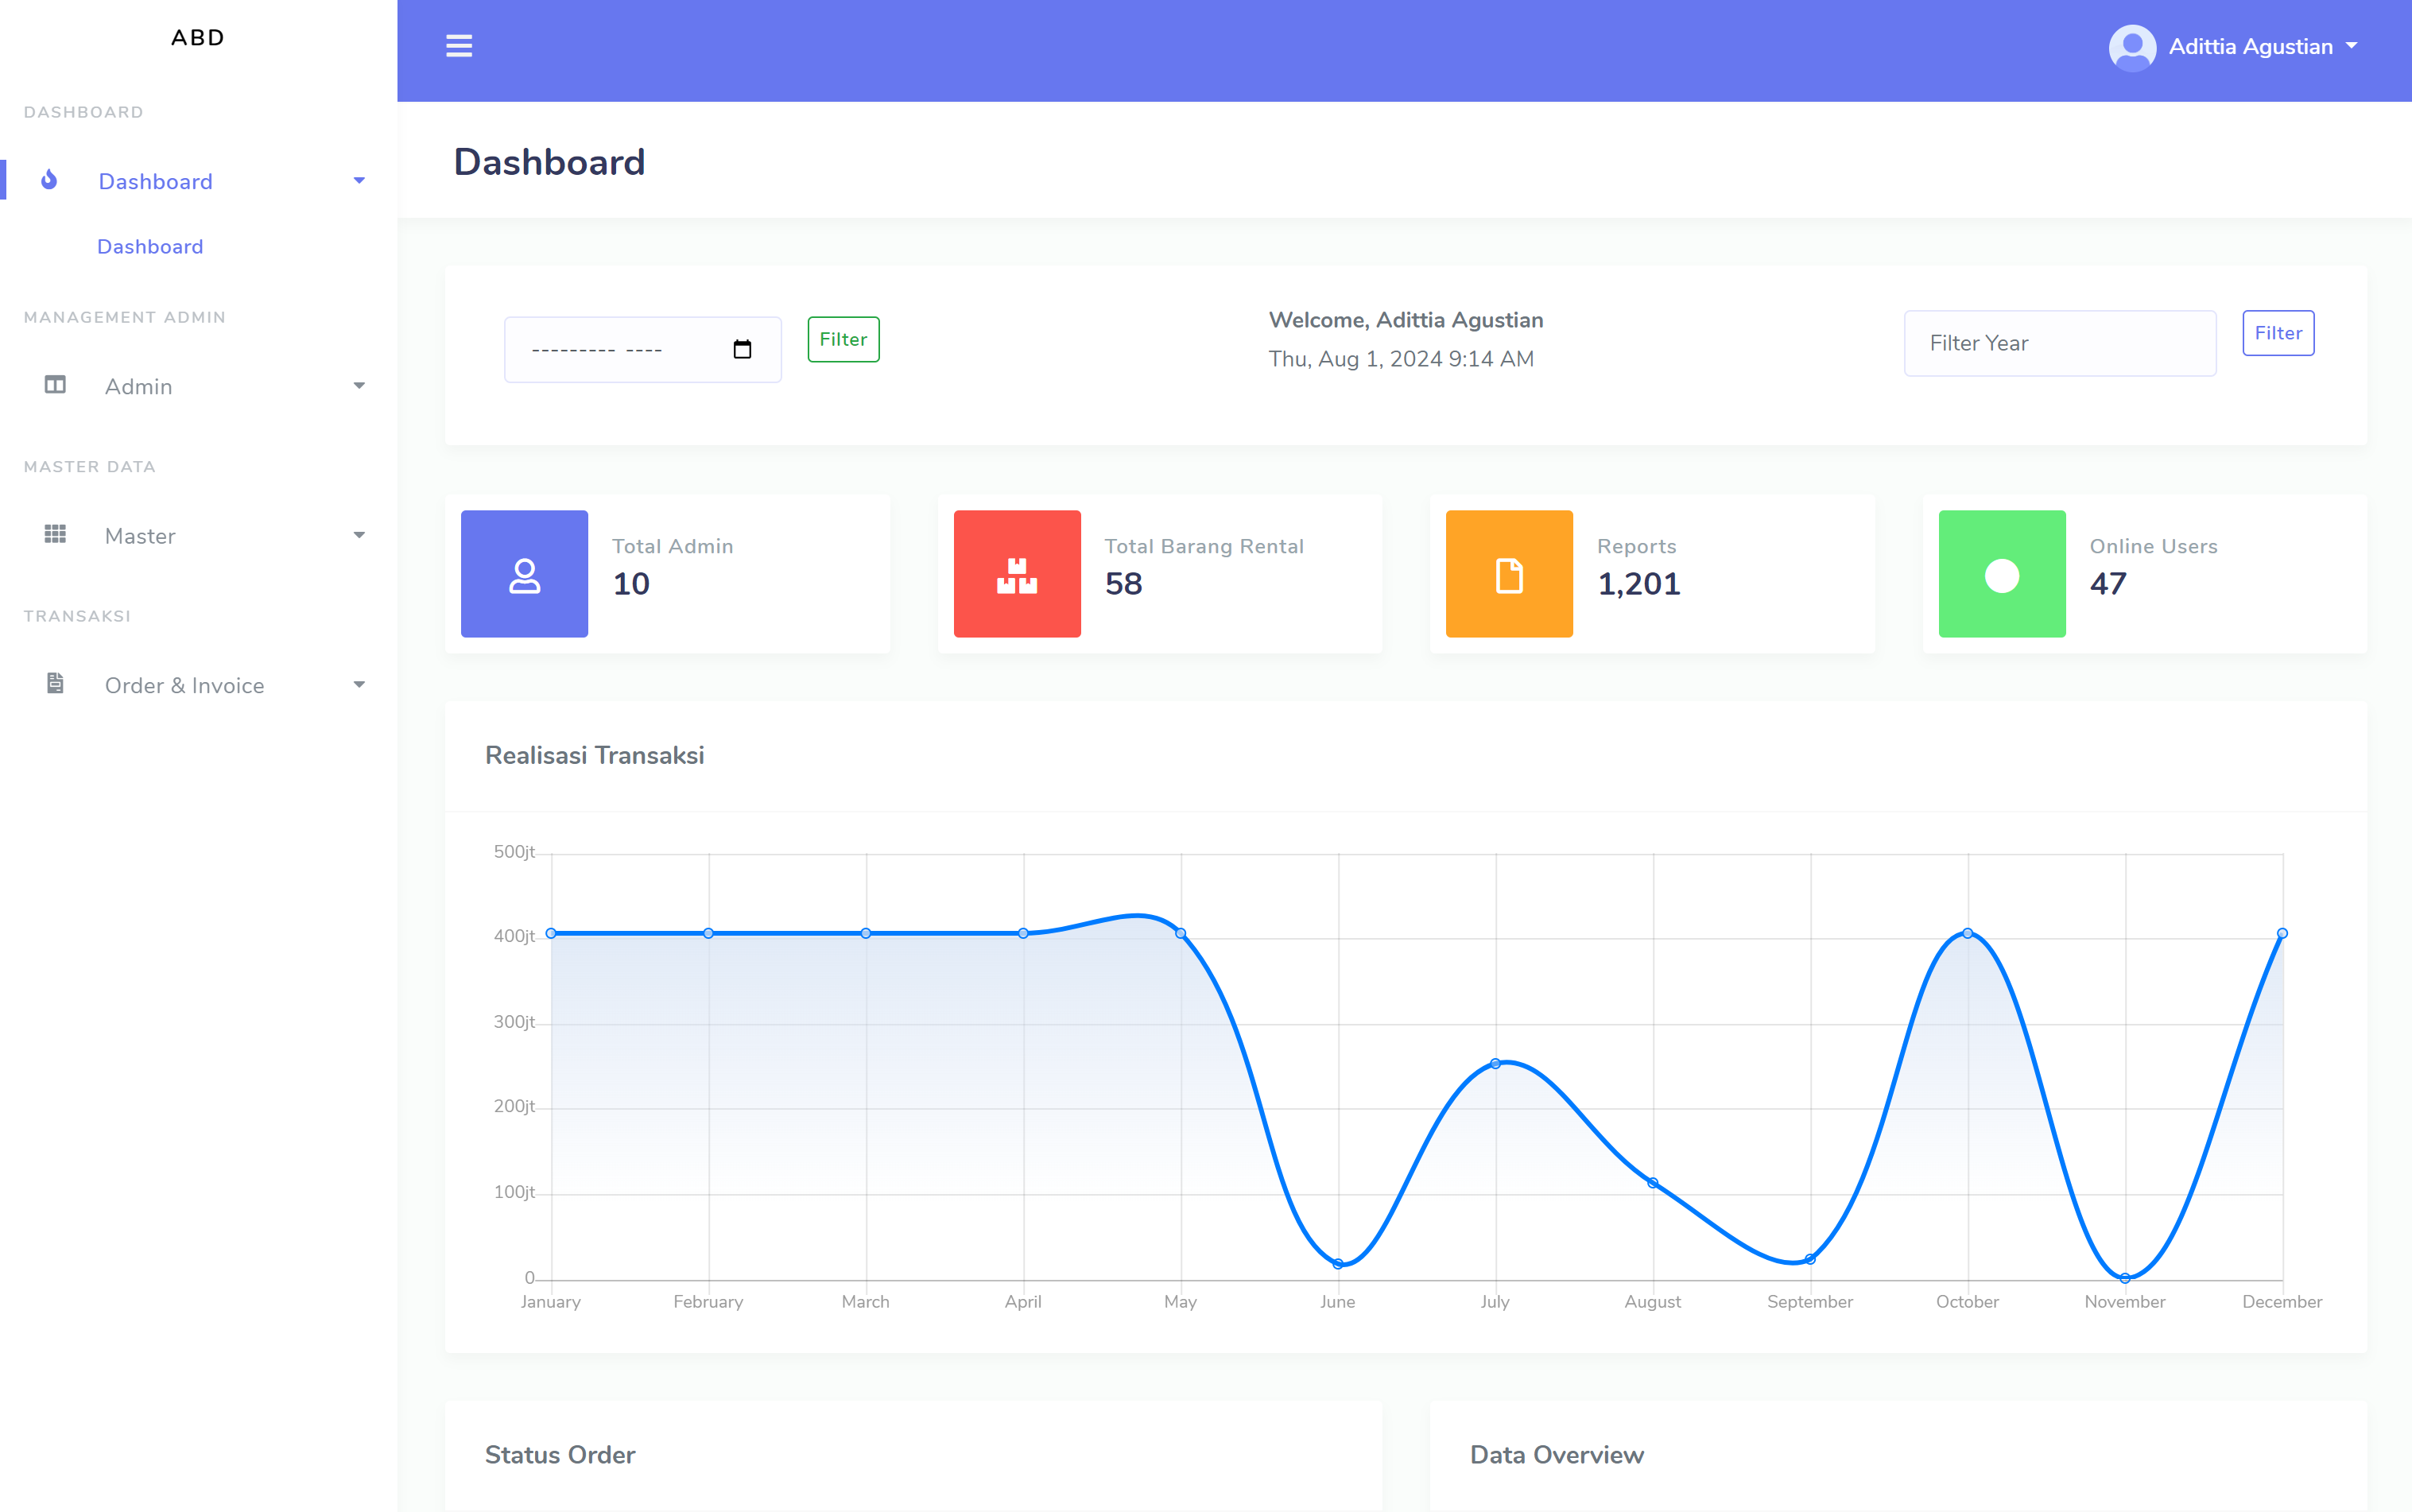 ABD
DASHBOARD
Dashboard
Dashboard
MANAGEMENT ADMIN
Admin
MASTER DATA
Master
TRANSAKSI
Order & Invoice
Adittia Agustian
Dashboard
--------- ----
Filter
Welcome, Adittia Agustian
Thu, Aug 1, 2024 9:14 AM
Filter Year
Filter
Total Admin
10
Total Barang Rental
58
Reports
1,201
Online Users
47
Realisasi Transaksi
500jt
400jt
300jt
200jt
100jt
0
January February March April May June July August September October November December
Status Order
Data Overview